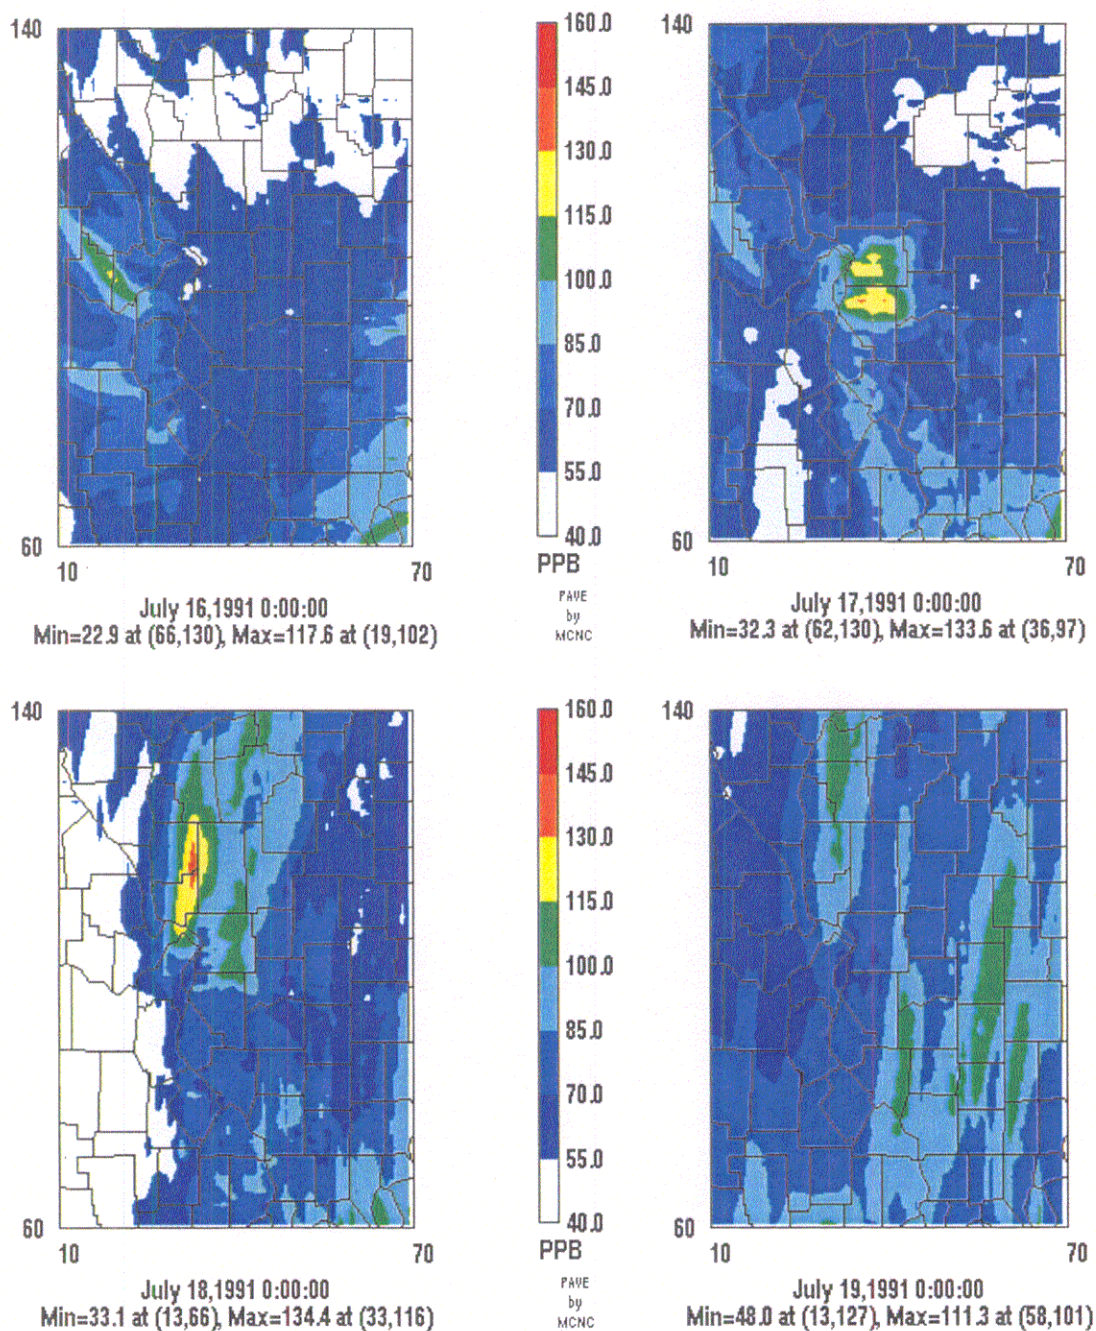 140
60
10
70
July 16,1991 0:00:00
Min=22.9 at (66,130), Max=117.6 at (19,102)
160.0
145.0
130.0
115.0
100.0
85.0
70.0
55.0
40.0
PPB
PAVE
by
MCNC
140
60
10
70
July 17,1991 0:00:00
Min=32.3 at (62,130), Max=133.6 at (36,97)
140
60
10
70
July 18,1991 0:00:00
Min=33.1 at (13,66), Max=134.4 at (33,116)
160.0
145.0
130.0
115.0
100.0
85.0
70.0
55.0
40.0
PPB
PAVE
by
MCNC
140
60
10
70
July 19,1991 0:00:00
Min=48.0 at (13,127), Max=111.3 at (58,101)